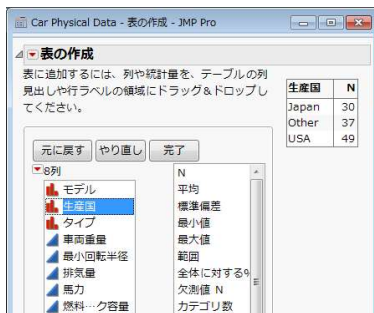 Car Physical Data - 表の作成 - JMP Pro
表の作成
表に追加するには、列や統計量を、テーブルの列
見出しや行ラベルの領域にドラッグ＆ドロップし
てください。
元に戻す やり直し 完了
8列
モデル
生産国
タイプ
車両重量
最小回転半径
排気量
馬力
燃料…ク容量
N
平均
標準偏差
最小値
最大値
範囲
全体に対する%
欠測値 N
カテゴリ数
生産国 N
Japan 30
Other 37
USA 49